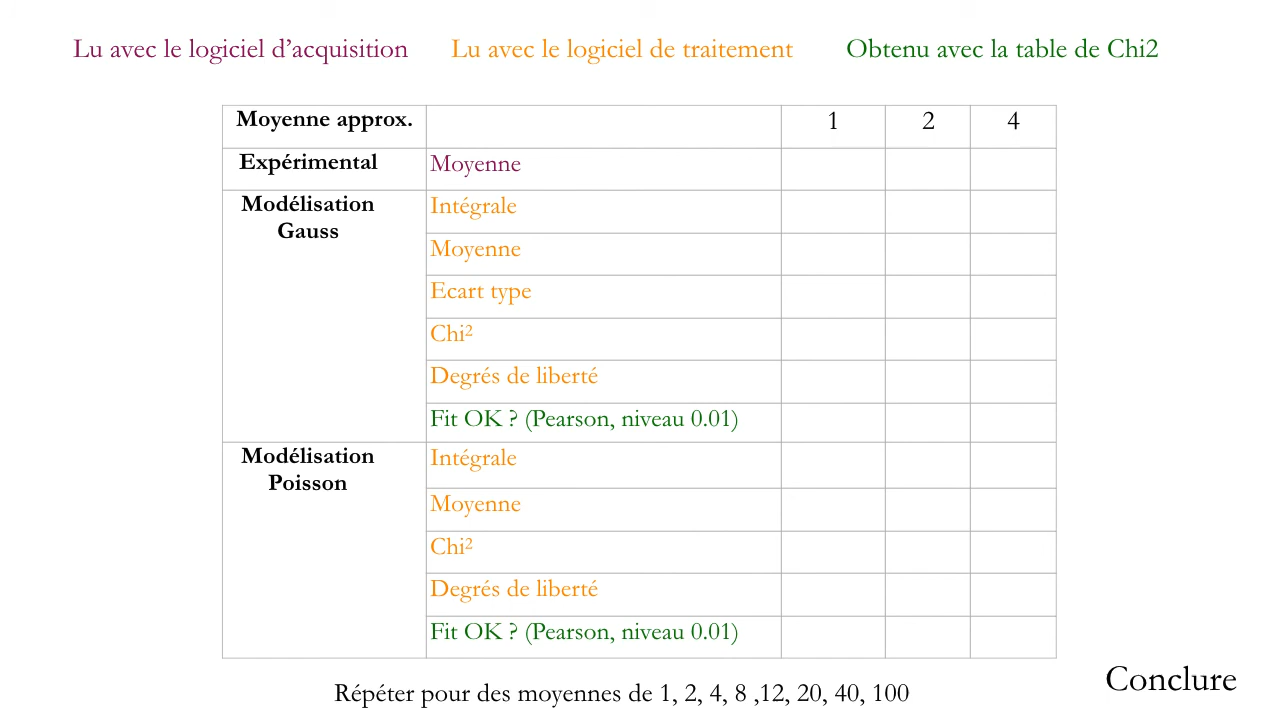 Lu avec le logiciel d’acquisition
Lu avec le logiciel de traitement
Obtenu avec la table de Chi2
Moyenne approx.
1
2
4
Expérimental
Moyenne
Modélisation
Gauss
Intégrale
Moyenne
Ecart type
Chi²
Degrés de liberté
Fit OK ? (Pearson, niveau 0.01)
Modélisation
Poisson
Intégrale
Moyenne
Chi²
Degrés de liberté
Fit OK ? (Pearson, niveau 0.01)
Répéter pour des moyennes de 1, 2, 4, 8 ,12, 20, 40, 100
Conclure